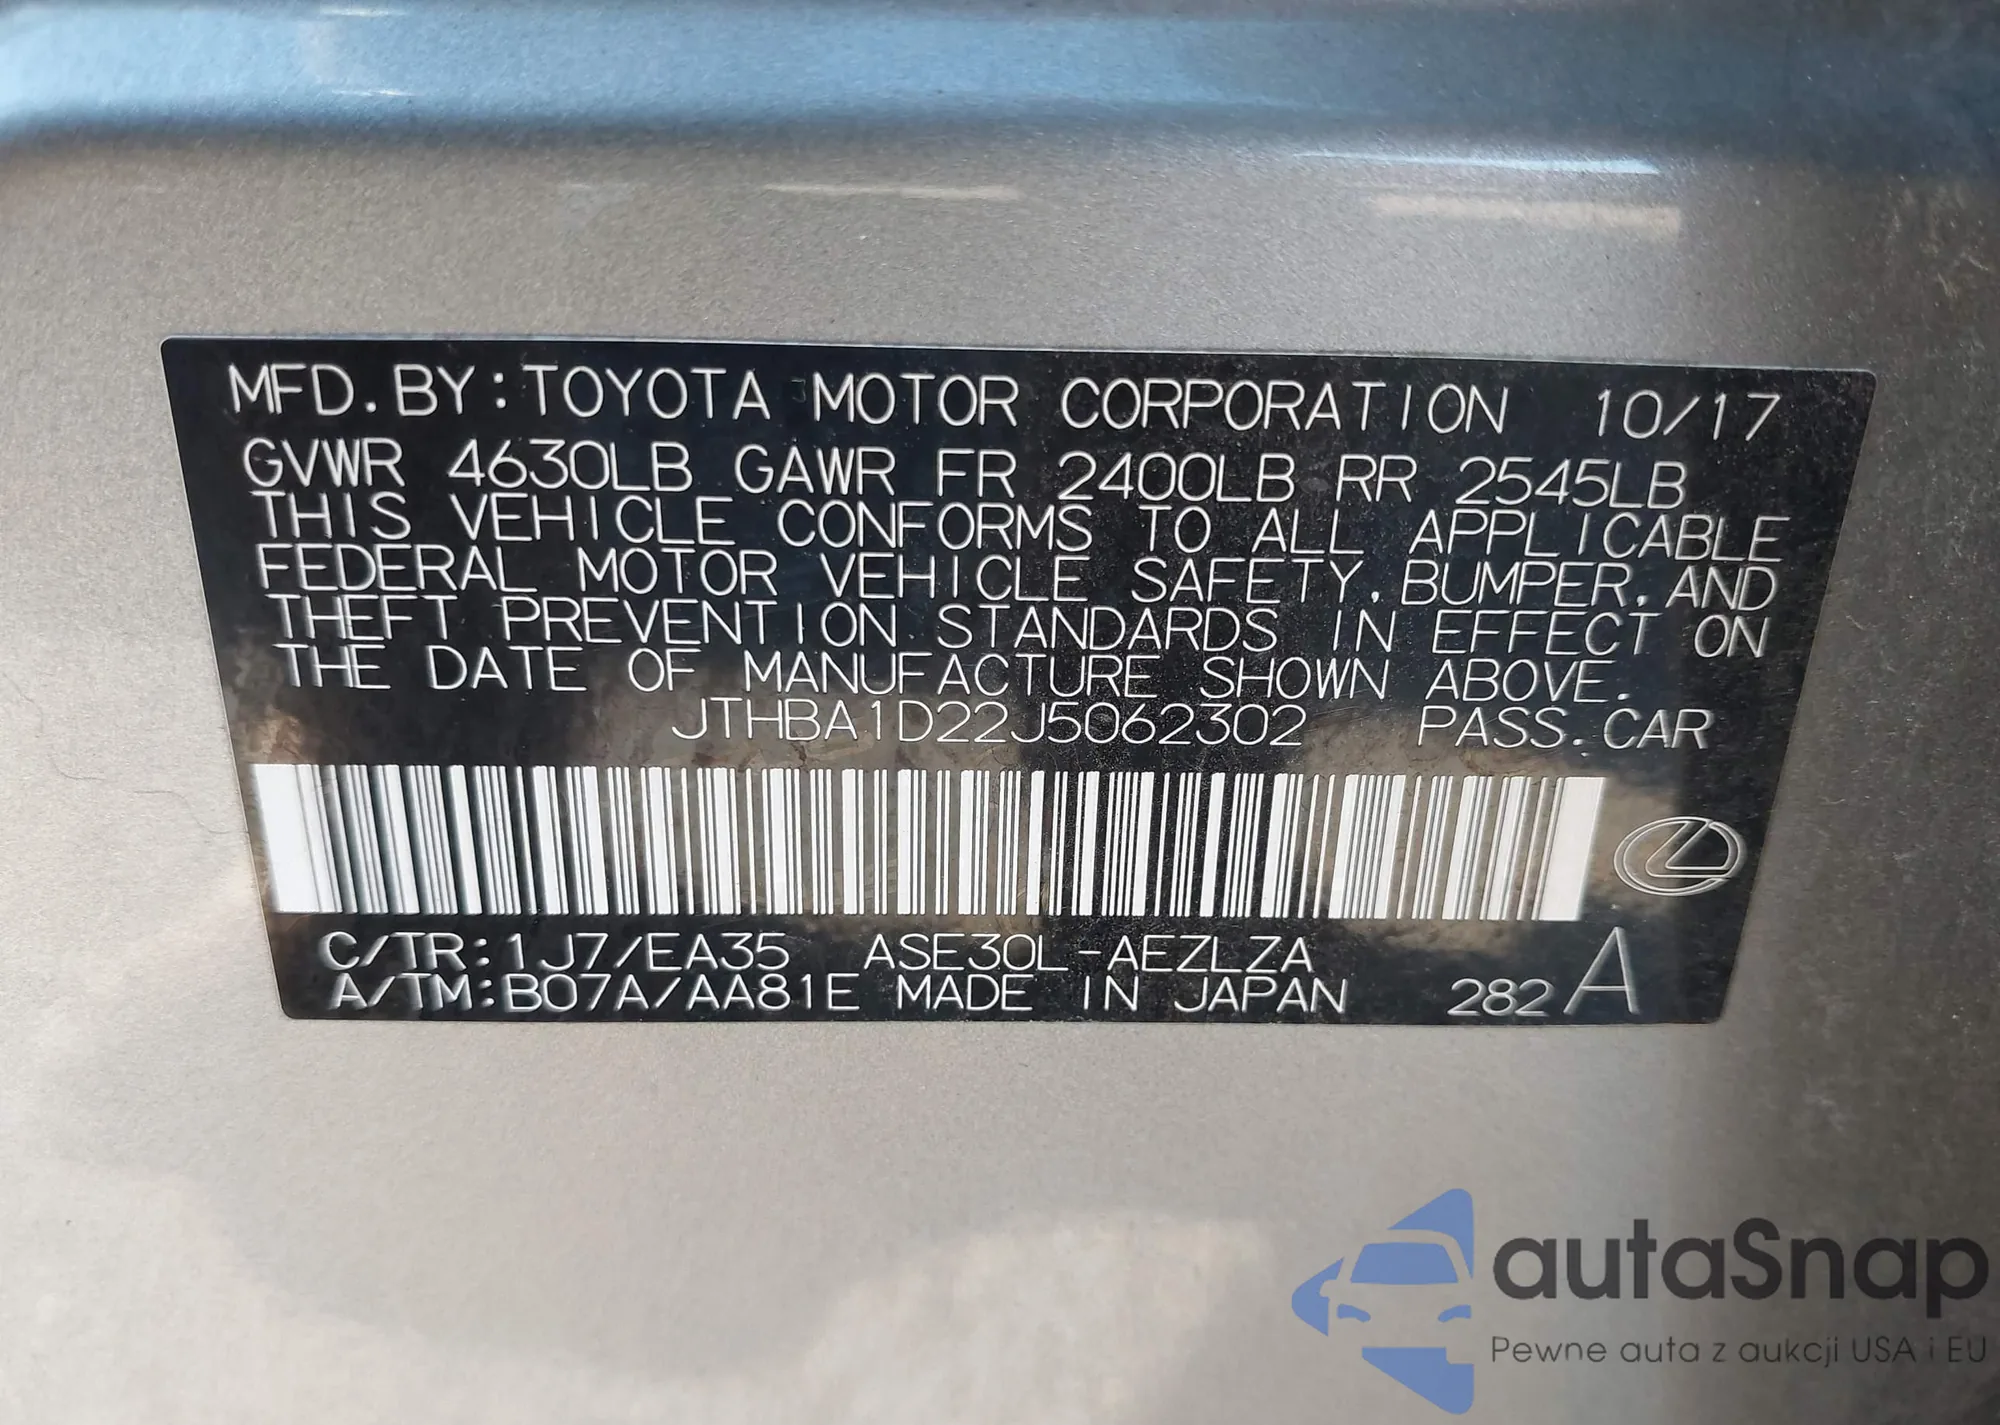 MFD. BY: TOYOTA MOTOR CORPORATION 10/17
GVWR 4630LB GAWR FR 2400LB RR 2545LB
THIS VEHICLE CONFORMS TO ALL APPLICABLE
FEDERAL MOTOR VEHICLE SAFETY, BUMPER, AND
THEFT PREVENTION STANDARDS IN EFFECT ON
THE DATE OF MANUFACTURE SHOWN ABOVE.
JTHBA1D22J5062302 PASS. CAR
C/TR: 1J7/EA35 ASE30L-AEZLZA
A/TM: B07A/AA81E MADE IN JAPAN 282 A
autaSnap
Pewne auta z aukcji USA i EU